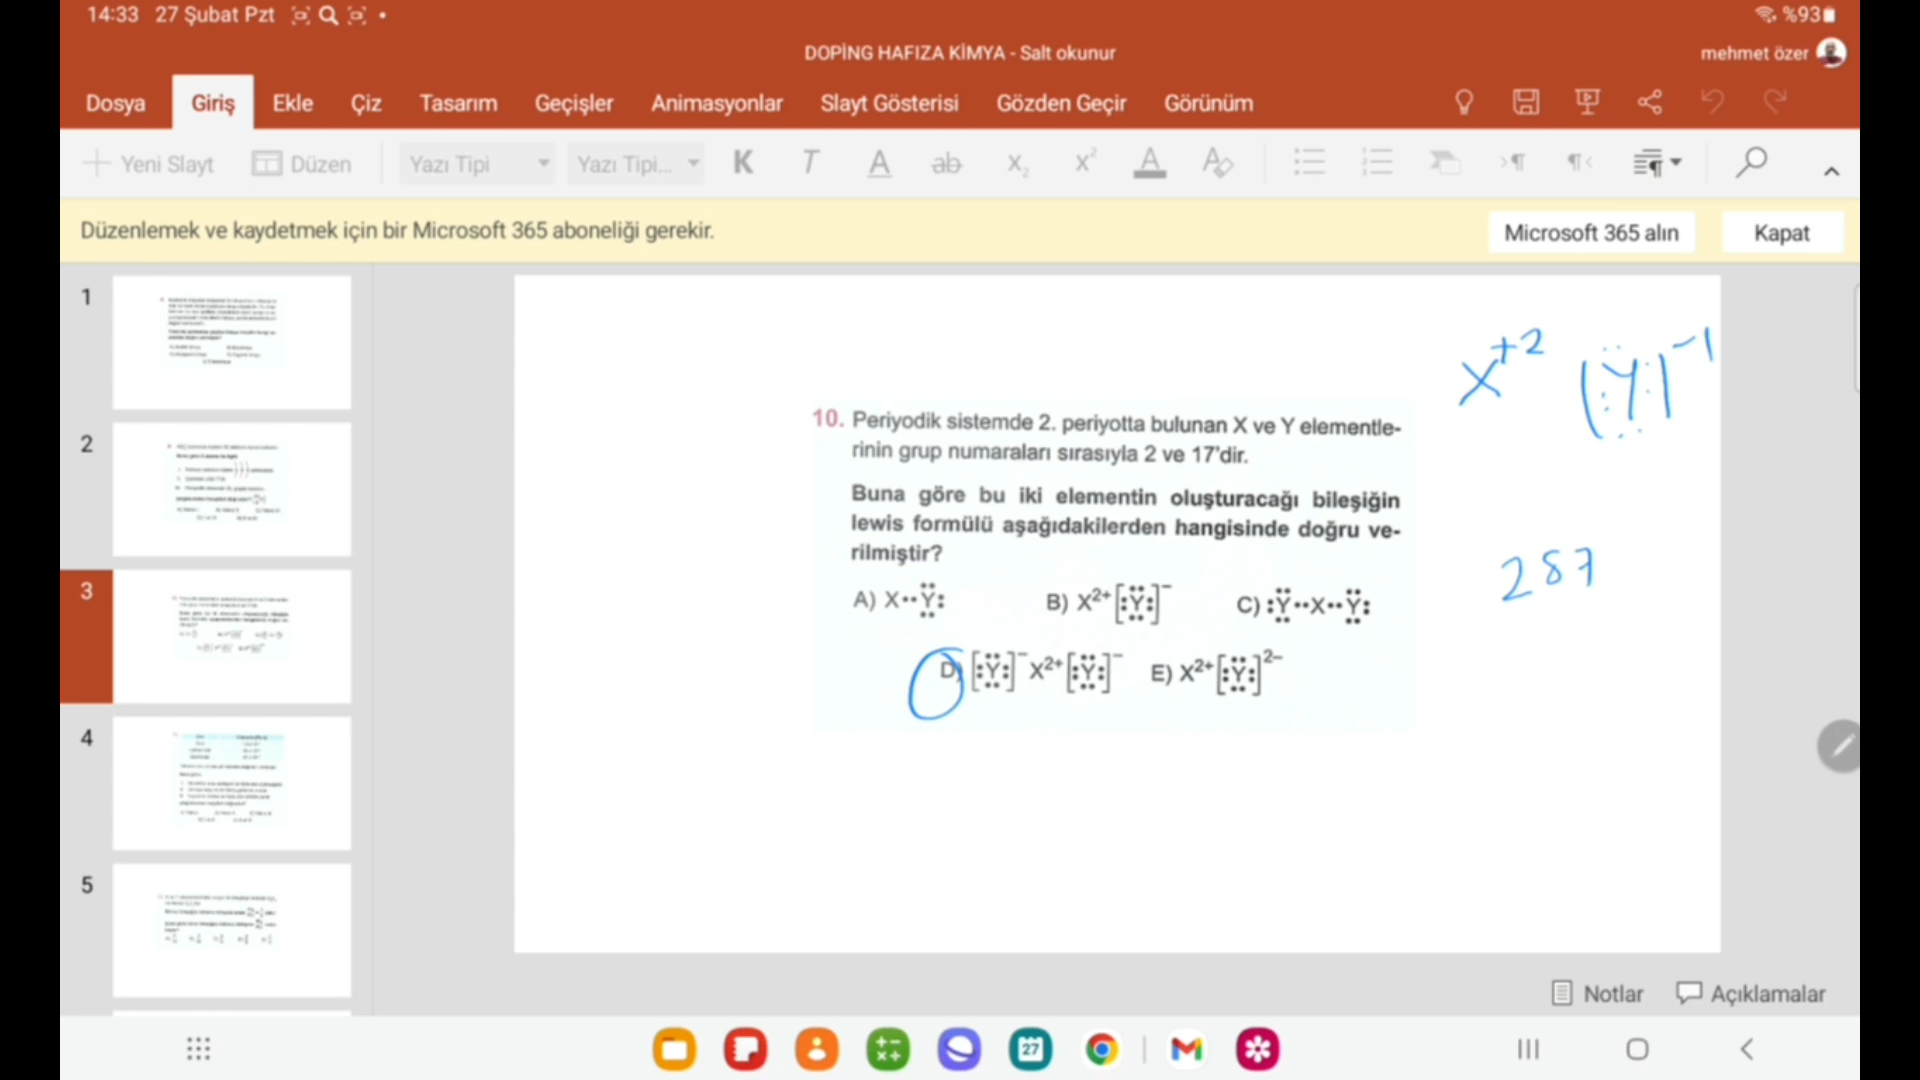 14:33 27 Şubat Pzt
%93
DOPİNG HAFIZA KİMYA - Salt okunur
mehmet özer
Dosya Giriş Ekle Çiz Tasarım Geçişler Animasyonlar Slayt Gösterisi Gözden Geçir Görünüm
Yeni Slayt Düzen Yazı Tipi Yazı Tipi... K T A ab X₂ X² A A
Düzenlemek ve kaydetmek için bir Microsoft 365 aboneliği gerekir.
Microsoft 365 alın Kapat
1
2
3
4
5
X⁺² (:Ÿ:)⁻¹
10. Periyodik sistemde 2. periyotta bulunan X ve Y elementle-
rinin grup numaraları sırasıyla 2 ve 17'dir.
Buna göre bu iki elementin oluşturacağı bileşiğin
lewis formülü aşağıdakilerden hangisinde doğru ve-
rilmiştir?
287
A) X••Y: B) X²⁺[:Y:]⁻ C) :Y••X••Y:
D) [:Y:]⁻ X²⁺[:Y:]⁻ E) X²⁺[:Y:]²⁻
Notlar Açıklamalar
27